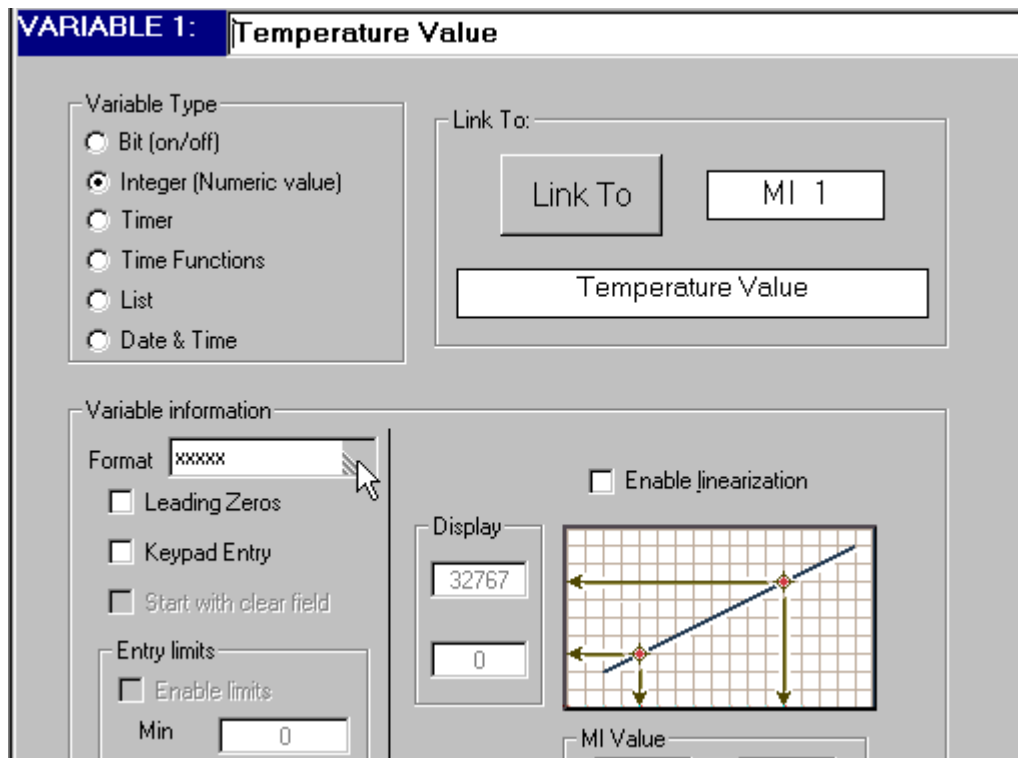 VARIABLE 1: Temperature Value
Variable Type
Bit (on/off)
Integer (Numeric value)
Timer
Time Functions
List
Date & Time
Link To:
Link To MI 1
Temperature Value
Variable information
Format xxxxx
Leading Zeros
Keypad Entry
Start with clear field
Entry limits
Enable limits
Min 0
Enable linearization
Display
32767
0
MI Value